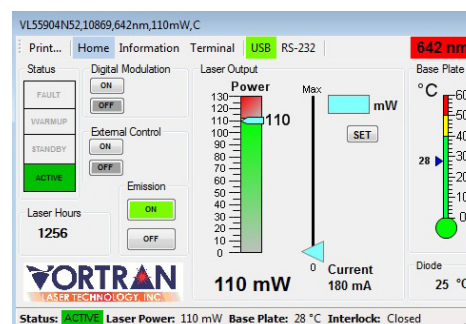 VL55904N52,10869,642nm,110mW,C
Print... Home Information Terminal USB RS-232 642 nm
Status Digital Modulation Laser Output Base Plate
FAULT
WARMUP
STANDBY
ACTIVE
ON
OFF
External Control
ON
OFF
Emission
ON
OFF
Laser Hours
1256
VORTRAN
LASER TECHNOLOGY INC.
Power
130
120
110
100
90
80
70
60
50
40
30
20
10
0
110
110 mW
Max
0
mW
SET
Current
180 mA
°C
60
50
40
30
20
10
0
28
Diode
25 °C
Status: ACTIVE Laser Power: 110 mW Base Plate: 28 °C Interlock: Closed